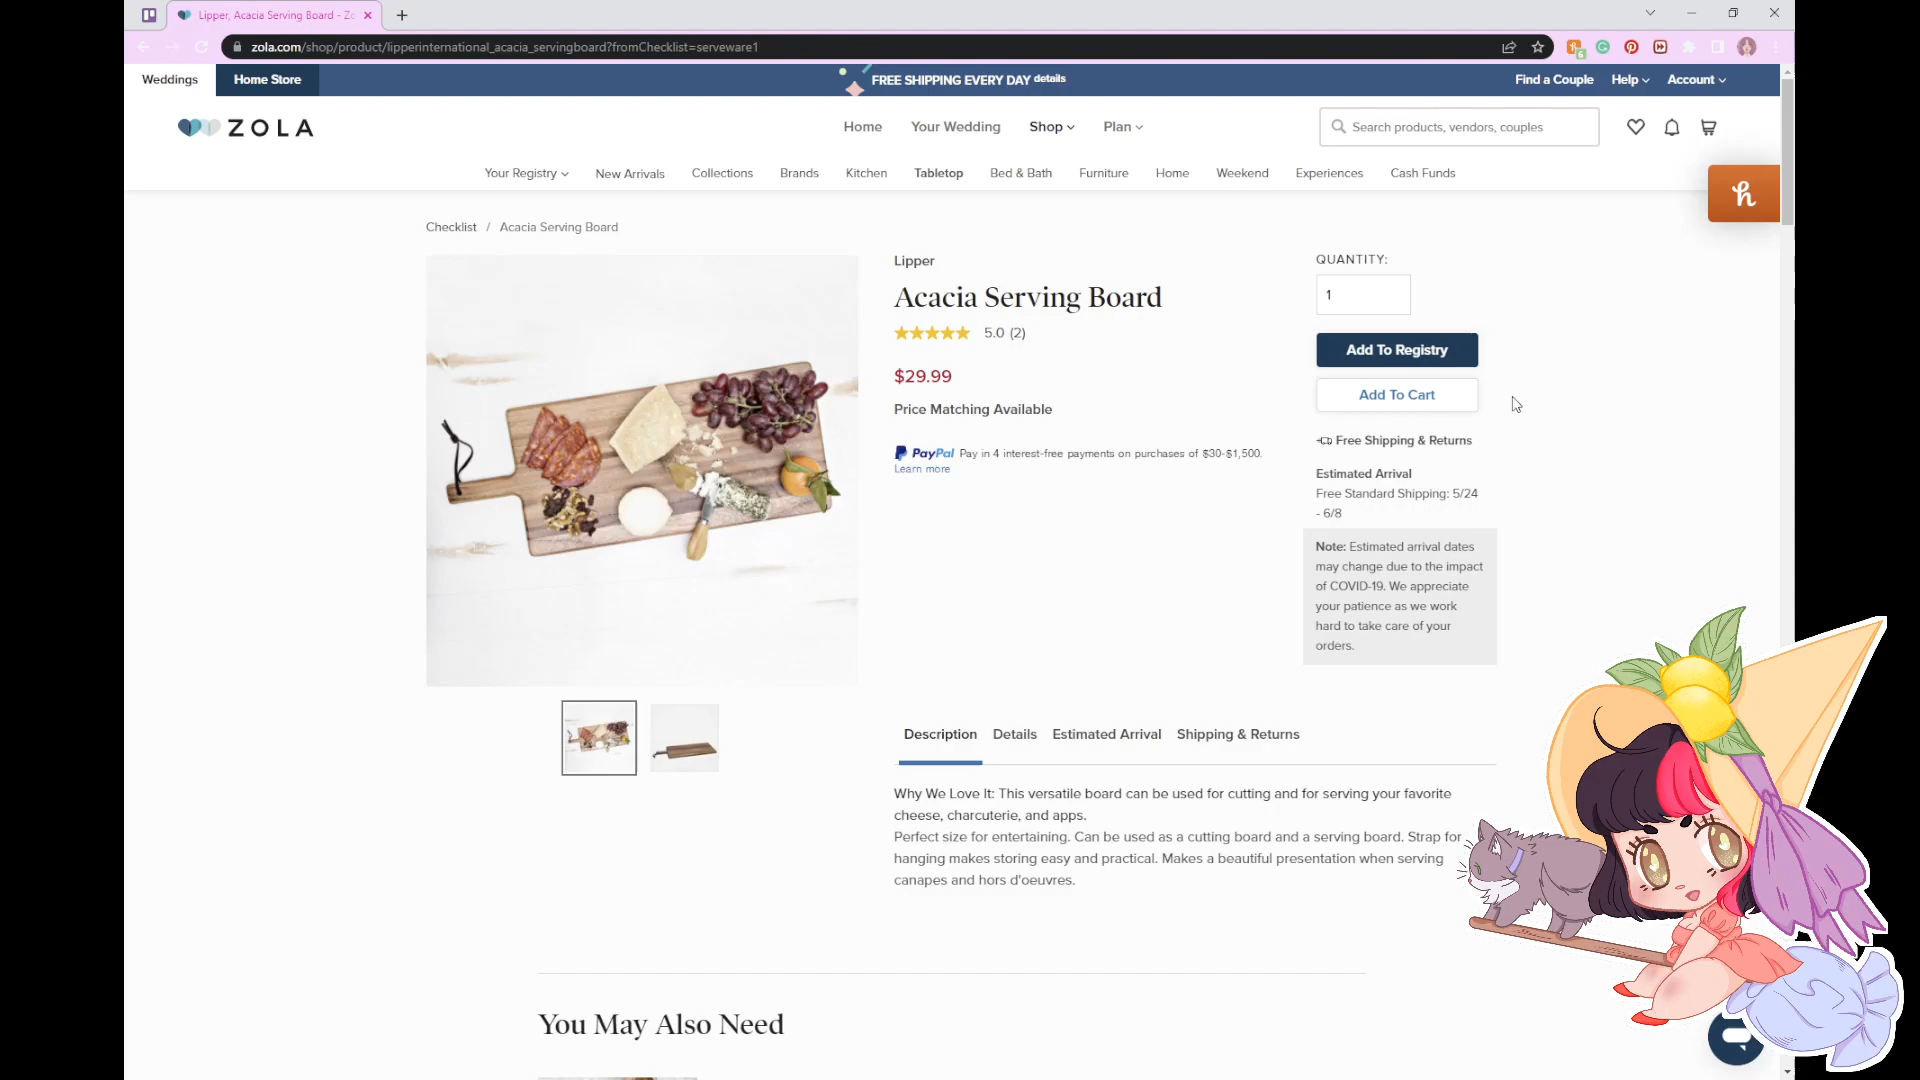 Lipper, Acacia Serving Board - Zo
zola.com/shop/product/lipperinternational_acacia_servingboard?fromChecklist=serveware1
6
Weddings
Home Store
FREE SHIPPING EVERY DAY details
Find a Couple
Help
Account
ZOLA
Home
Your Wedding
Shop
Plan
Search products, vendors, couples
Your Registry
New Arrivals
Collections
Brands
Kitchen
Tabletop
Bed & Bath
Furniture
Home
Weekend
Experiences
Cash Funds
h
Checklist / Acacia Serving Board
Lipper
Acacia Serving Board
5.0 (2)
$29.99
Price Matching Available
PayPal Pay in 4 interest-free payments on purchases of $30-$1,500.
Learn more
QUANTITY:
1
Add To Registry
Add To Cart
Free Shipping & Returns
Estimated Arrival
Free Standard Shipping: 5/24
- 6/8
Note: Estimated arrival dates
may change due to the impact
of COVID-19. We appreciate
your patience as we work
hard to take care of your
orders.
Description
Details
Estimated Arrival
Shipping & Returns
Why We Love It: This versatile board can be used for cutting and for serving your favorite
cheese, charcuterie, and apps.
Perfect size for entertaining. Can be used as a cutting board and a serving board. Strap for
hanging makes storing easy and practical. Makes a beautiful presentation when serving
canapes and hors d'oeuvres.
You May Also Need